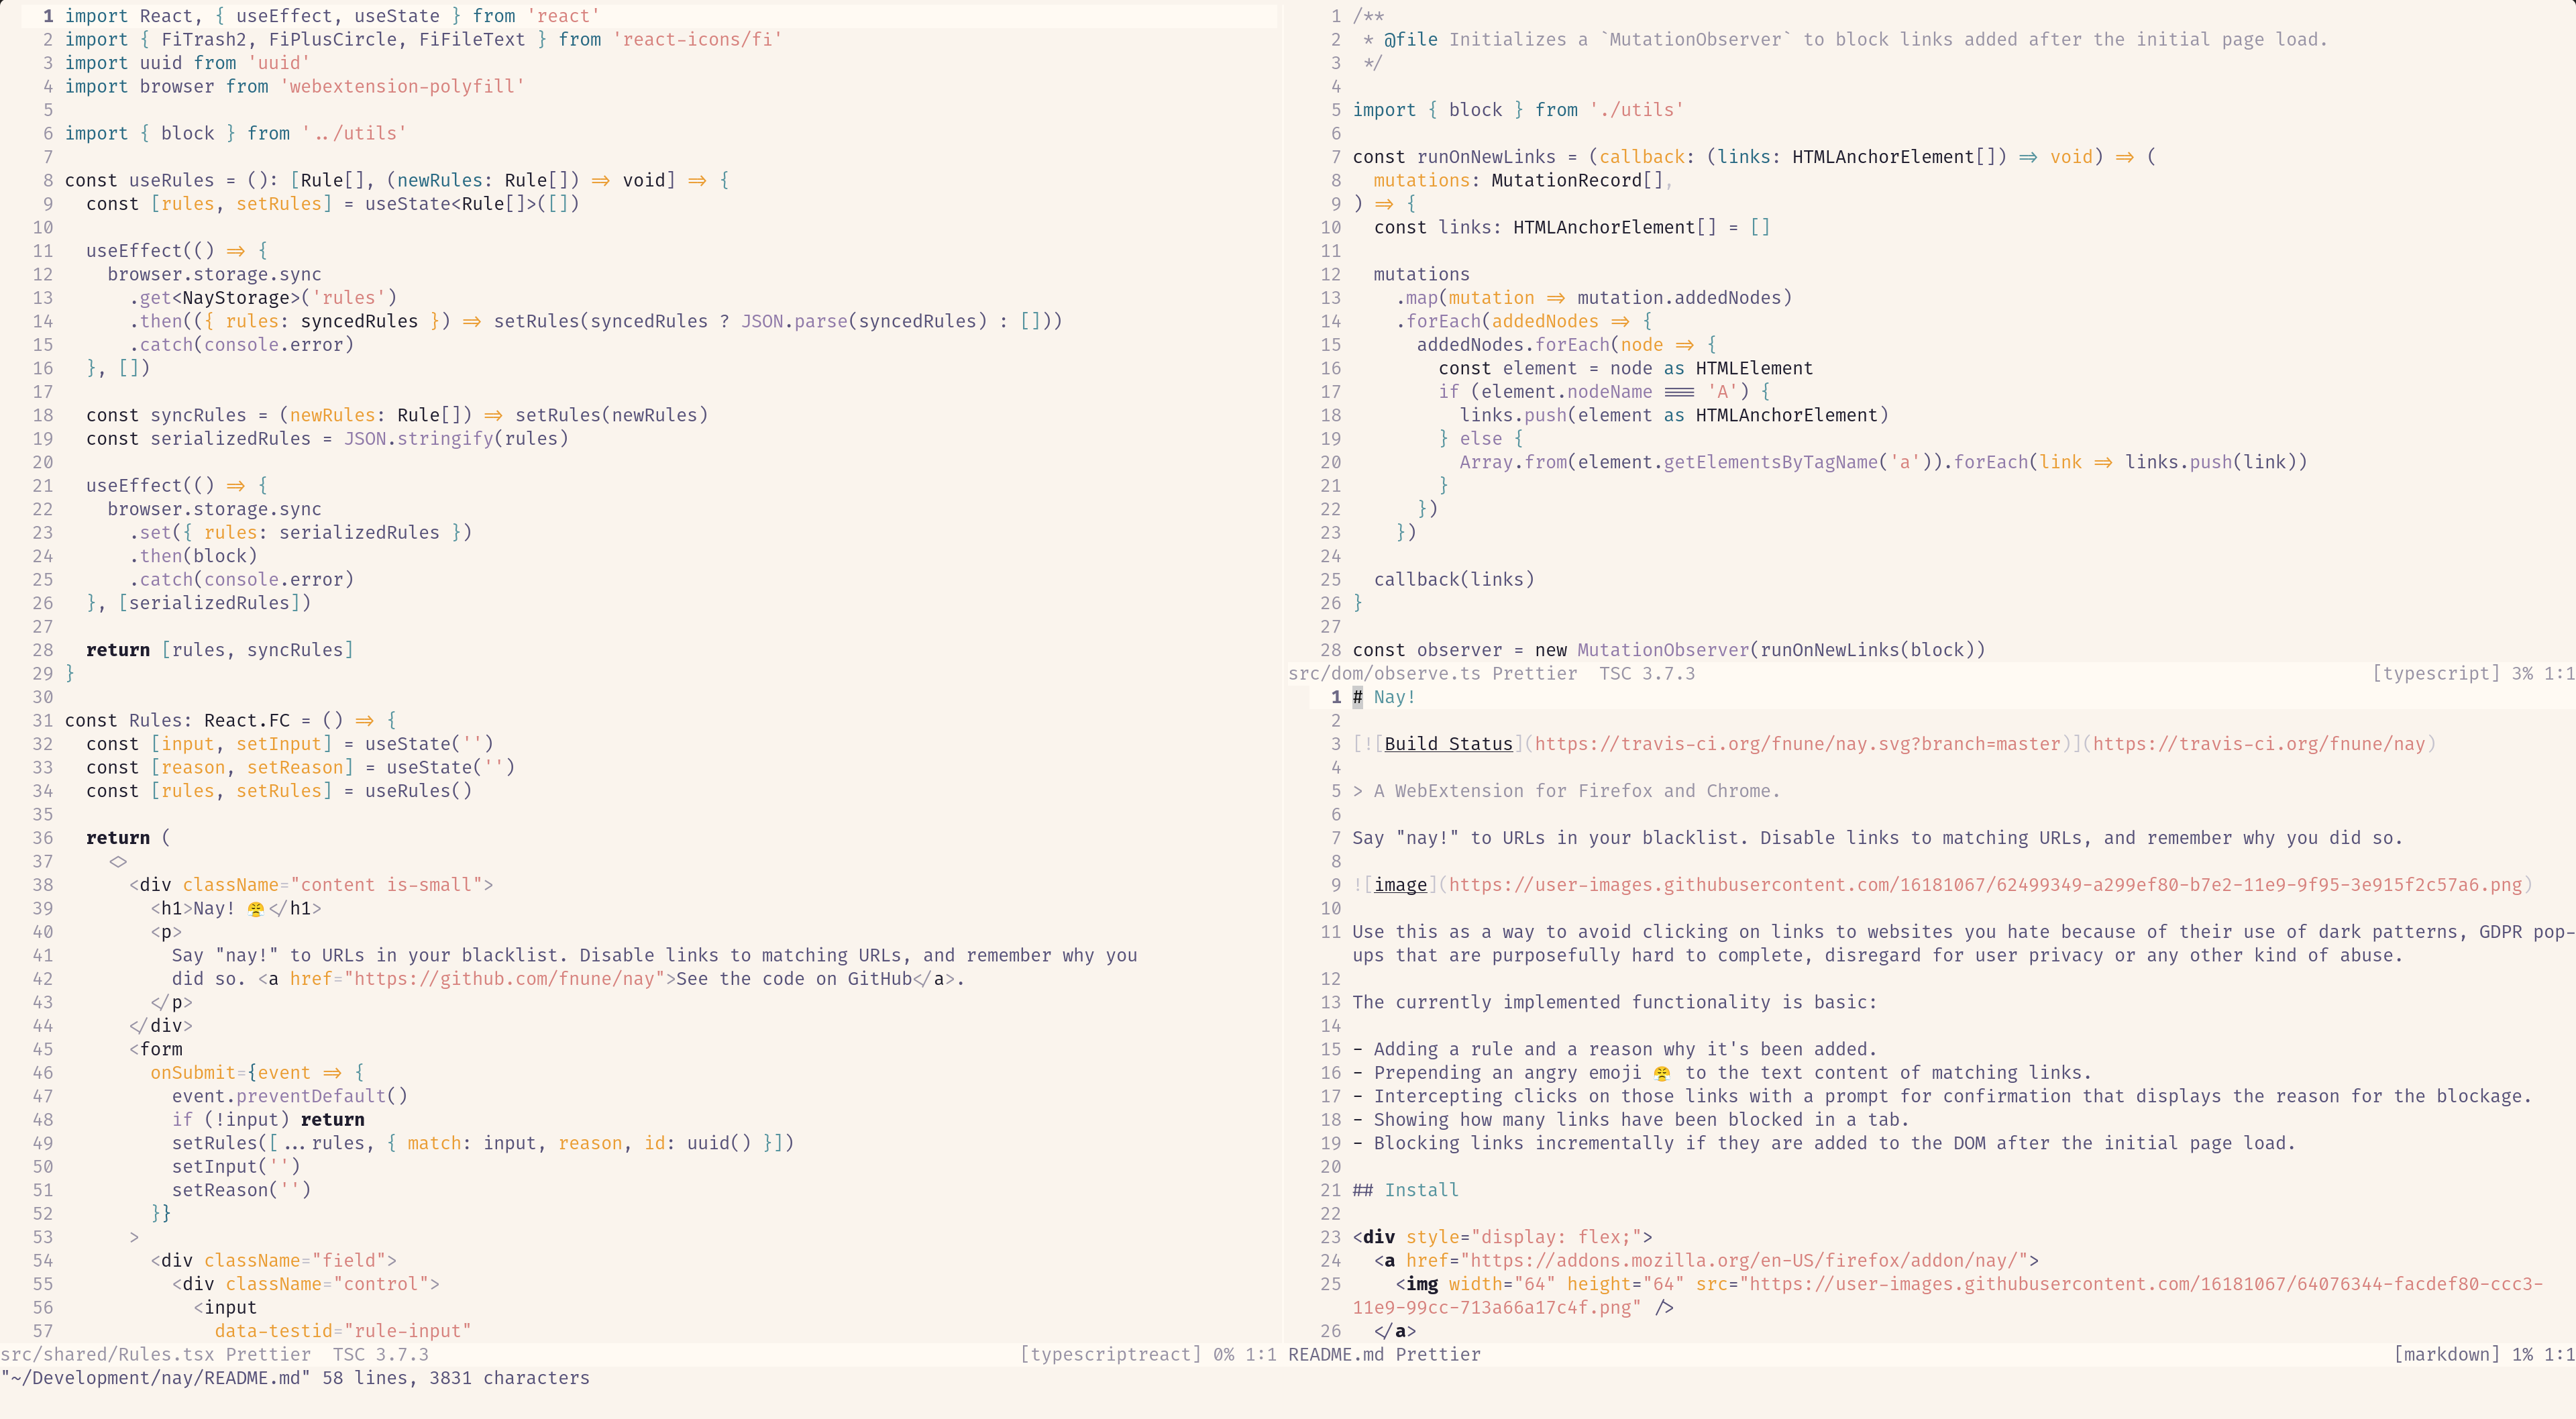 1 import React, { useEffect, useState } from 'react'
2 import { FiTrash2, FiPlusCircle, FiFileText } from 'react-icons/fi'
3 import uuid from 'uuid'
4 import browser from 'webextension-polyfill'
5
6 import { block } from '../utils'
7
8 const useRules = (): [Rule[], (newRules: Rule[]) => void] => {
9   const [rules, setRules] = useState<Rule[]>([])
10
11   useEffect(() => {
12     browser.storage.sync
13       .get<NayStorage>('rules')
14       .then(({ rules: syncedRules }) => setRules(syncedRules ? JSON.parse(syncedRules) : []))
15       .catch(console.error)
16   }, [])
17
18   const syncRules = (newRules: Rule[]) => setRules(newRules)
19   const serializedRules = JSON.stringify(rules)
20
21   useEffect(() => {
22     browser.storage.sync
23       .set({ rules: serializedRules })
24       .then(block)
25       .catch(console.error)
26   }, [serializedRules])
27
28   return [rules, syncRules]
29 }
30
31 const Rules: React.FC = () => {
32   const [input, setInput] = useState('')
33   const [reason, setReason] = useState('')
34   const [rules, setRules] = useRules()
35
36   return (
37     <>
38       <div className="content is-small">
39         <h1>Nay! 😤</h1>
40         <p>
41           Say "nay!" to URLs in your blacklist. Disable links to matching URLs, and remember why you
42           did so. <a href="https://github.com/fnune/nay">See the code on GitHub</a>.
43         </p>
44       </div>
45       <form
46         onSubmit={event => {
47           event.preventDefault()
48           if (!input) return
49           setRules([...rules, { match: input, reason, id: uuid() }])
50           setInput('')
51           setReason('')
52         }}
53       >
54         <div className="field">
55           <div className="control">
56             <input
57               data-testid="rule-input"
src/shared/Rules.tsx Prettier  TSC 3.7.3 [typescriptreact] 0% 1:1
1 /**
2  * @file Initializes a `MutationObserver` to block links added after the initial page load.
3  */
4
5 import { block } from './utils'
6
7 const runOnNewLinks = (callback: (links: HTMLAnchorElement[]) => void) => (
8   mutations: MutationRecord[],
9 ) => {
10   const links: HTMLAnchorElement[] = []
11
12   mutations
13     .map(mutation => mutation.addedNodes)
14     .forEach(addedNodes => {
15       addedNodes.forEach(node => {
16         const element = node as HTMLElement
17         if (element.nodeName === 'A') {
18           links.push(element as HTMLAnchorElement)
19         } else {
20           Array.from(element.getElementsByTagName('a')).forEach(link => links.push(link))
21         }
22       })
23     })
24
25   callback(links)
26 }
27
28 const observer = new MutationObserver(runOnNewLinks(block))
src/dom/observe.ts Prettier  TSC 3.7.3 [typescript] 3% 1:1
1 # Nay!
2
3 [![Build Status](https://travis-ci.org/fnune/nay.svg?branch=master)](https://travis-ci.org/fnune/nay)
4
5 > A WebExtension for Firefox and Chrome.
6
7 Say "nay!" to URLs in your blacklist. Disable links to matching URLs, and remember why you did so.
8
9 ![image](https://user-images.githubusercontent.com/16181067/62499349-a299ef80-b7e2-11e9-9f95-3e915f2c57a6.png)
10
11 Use this as a way to avoid clicking on links to websites you hate because of their use of dark patterns, GDPR pop-
ups that are purposefully hard to complete, disregard for user privacy or any other kind of abuse.
12
13 The currently implemented functionality is basic:
14
15 - Adding a rule and a reason why it's been added.
16 - Prepending an angry emoji 😤 to the text content of matching links.
17 - Intercepting clicks on those links with a prompt for confirmation that displays the reason for the blockage.
18 - Showing how many links have been blocked in a tab.
19 - Blocking links incrementally if they are added to the DOM after the initial page load.
20
21 ## Install
22
23 <div style="display: flex;">
24   <a href="https://addons.mozilla.org/en-US/firefox/addon/nay/">
25     <img width="64" height="64" src="https://user-images.githubusercontent.com/16181067/64076344-facdef80-ccc3-
11e9-99cc-713a66a17c4f.png" />
26   </a>
README.md Prettier [markdown] 1% 1:1
"~/Development/nay/README.md" 58 lines, 3831 characters